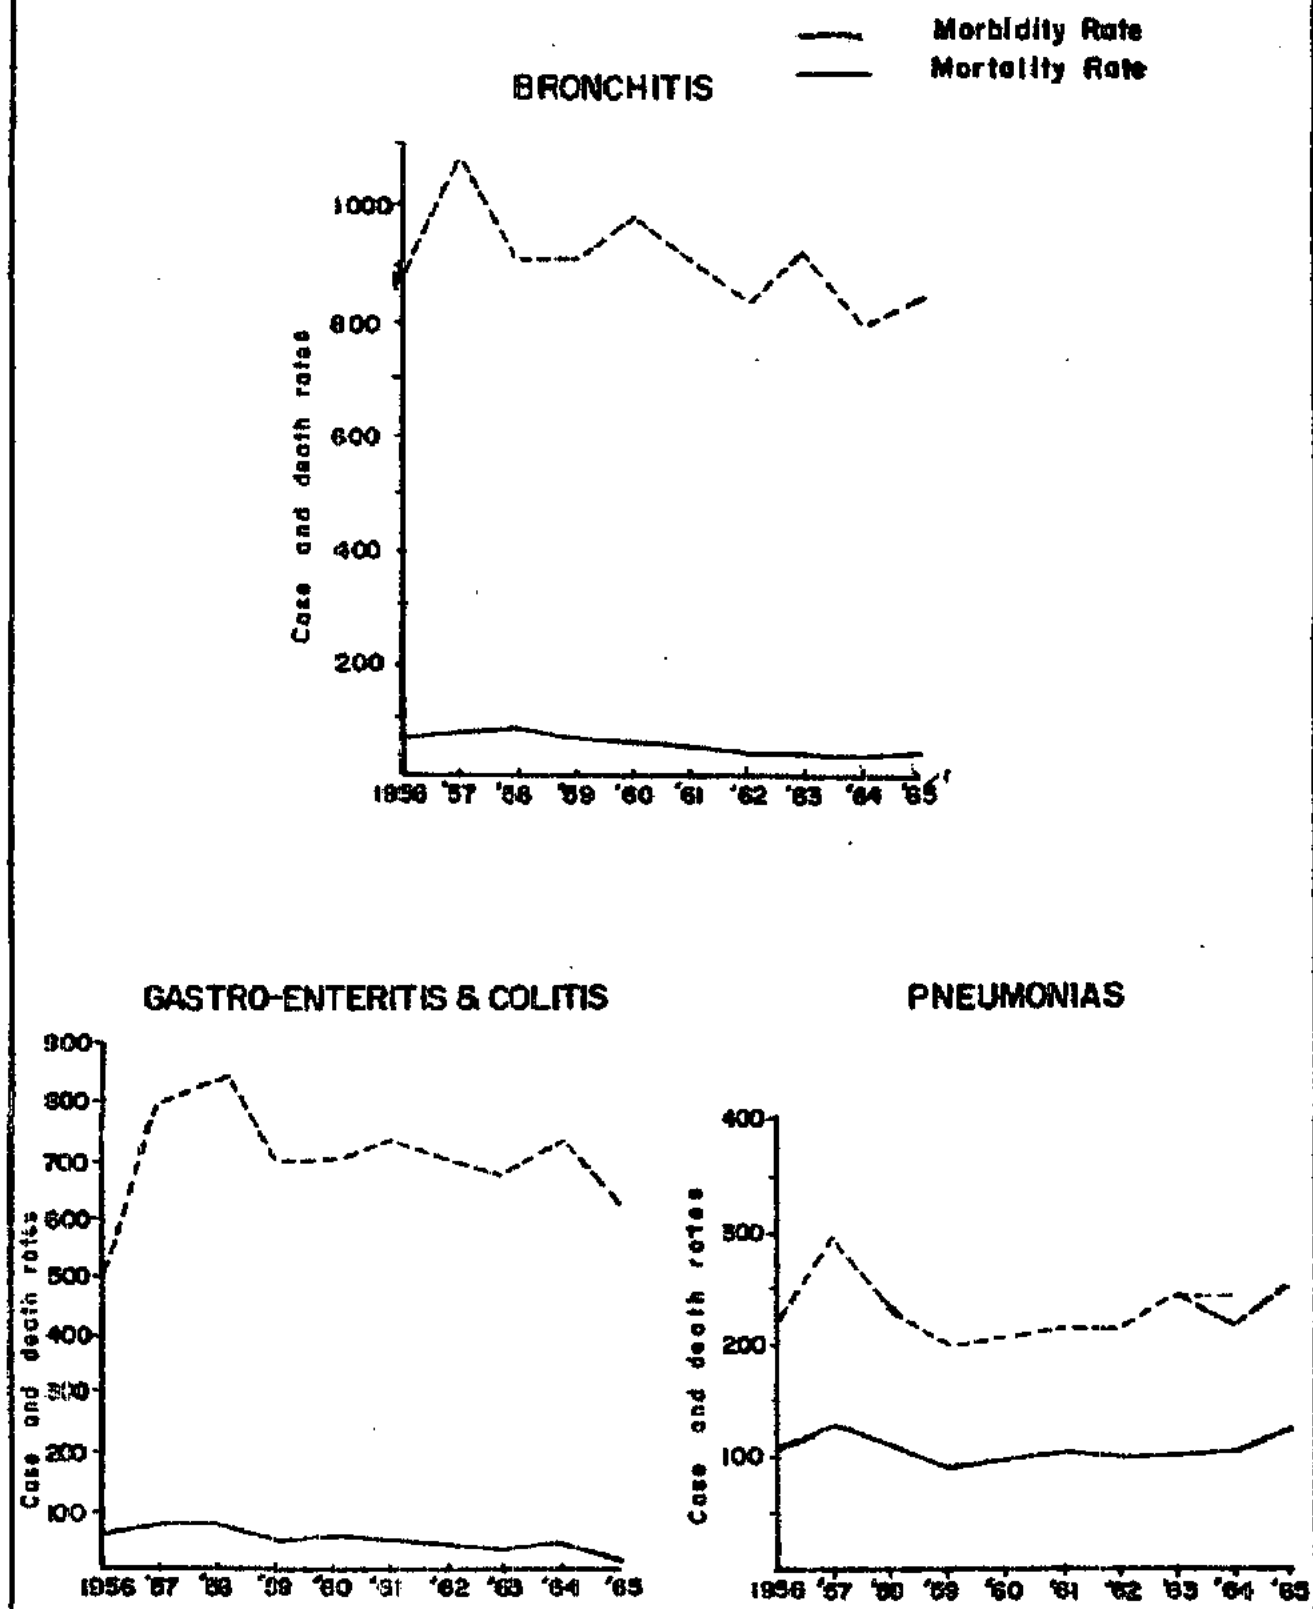 Morbidity Rate
Mortality Rate
BRONCHITIS
Case and death rates
1000
800
600
400
200
1956 '57 '58 '59 '60 '61 '62 '63 '64 '65
GASTRO-ENTERITIS & COLITIS
Case and death rates
900
800
700
600
500
400
300
200
100
1956 '57 '58 '59 '60 '61 '62 '63 '64 '65
PNEUMONIAS
Case and death rates
400
300
200
100
1956 '57 '58 '59 '60 '61 '62 '63 '64 '65